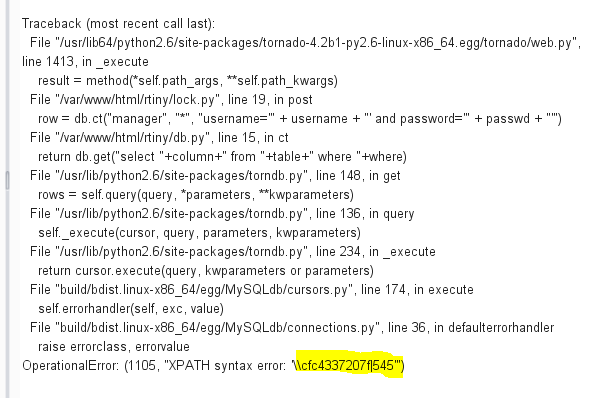 Traceback (most recent call last):
File "/usr/lib64/python2.6/site-packages/tornado-4.2b1-py2.6-linux-x86_64.egg/tornado/web.py",
line 1413, in _execute
result = method(*self.path_args, **self.path_kwargs)
File "/var/www/html/rtiny/lock.py", line 19, in post
row = db.ct("manager", "*", "username='" + username + "' and password='" + passwd + "'")
File "/var/www/html/rtiny/db.py", line 15, in ct
return db.get("select "+column+" from "+table+" where "+where)
File "/usr/lib/python2.6/site-packages/torndb.py", line 148, in get
rows = self.query(query, *parameters, **kwparameters)
File "/usr/lib/python2.6/site-packages/torndb.py", line 136, in query
self._execute(cursor, query, parameters, kwparameters)
File "/usr/lib/python2.6/site-packages/torndb.py", line 234, in _execute
return cursor.execute(query, kwparameters or parameters)
File "build/bdist.linux-x86_64/egg/MySQLdb/cursors.py", line 174, in execute
self.errorhandler(self, exc, value)
File "build/bdist.linux-x86_64/egg/MySQLdb/connections.py", line 36, in defaulterrorhandler
raise errorclass, errorvalue
OperationalError: (1105, "XPATH syntax error: '\\cfc4337207f|545'")